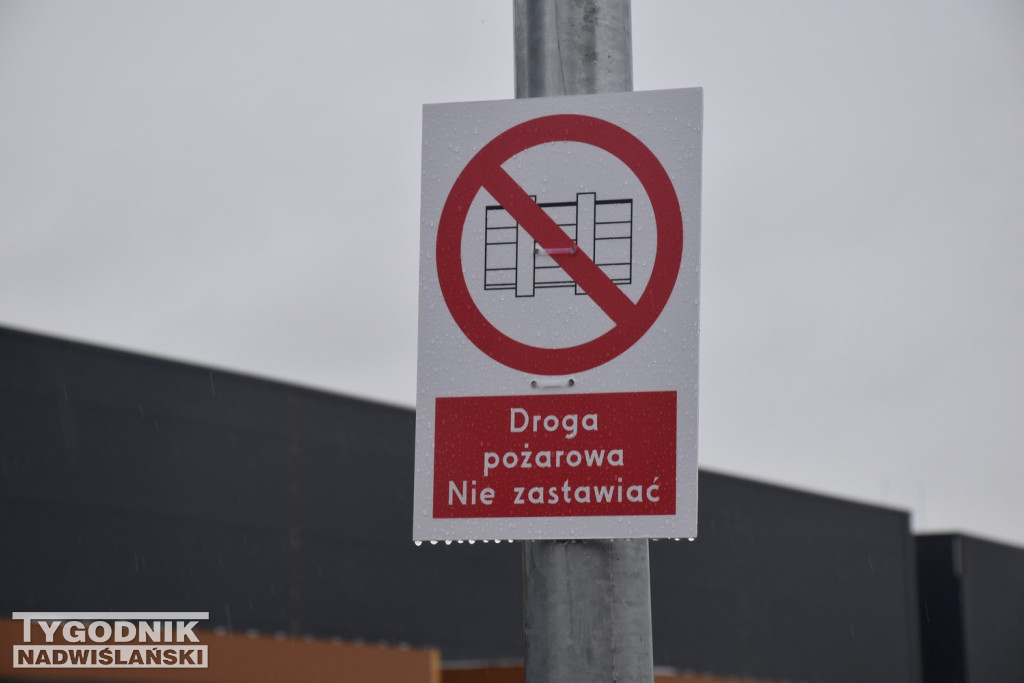 Droga
pożarowa
Nie zastawiać
TYGODNIK
NADWIŚLAŃSKI